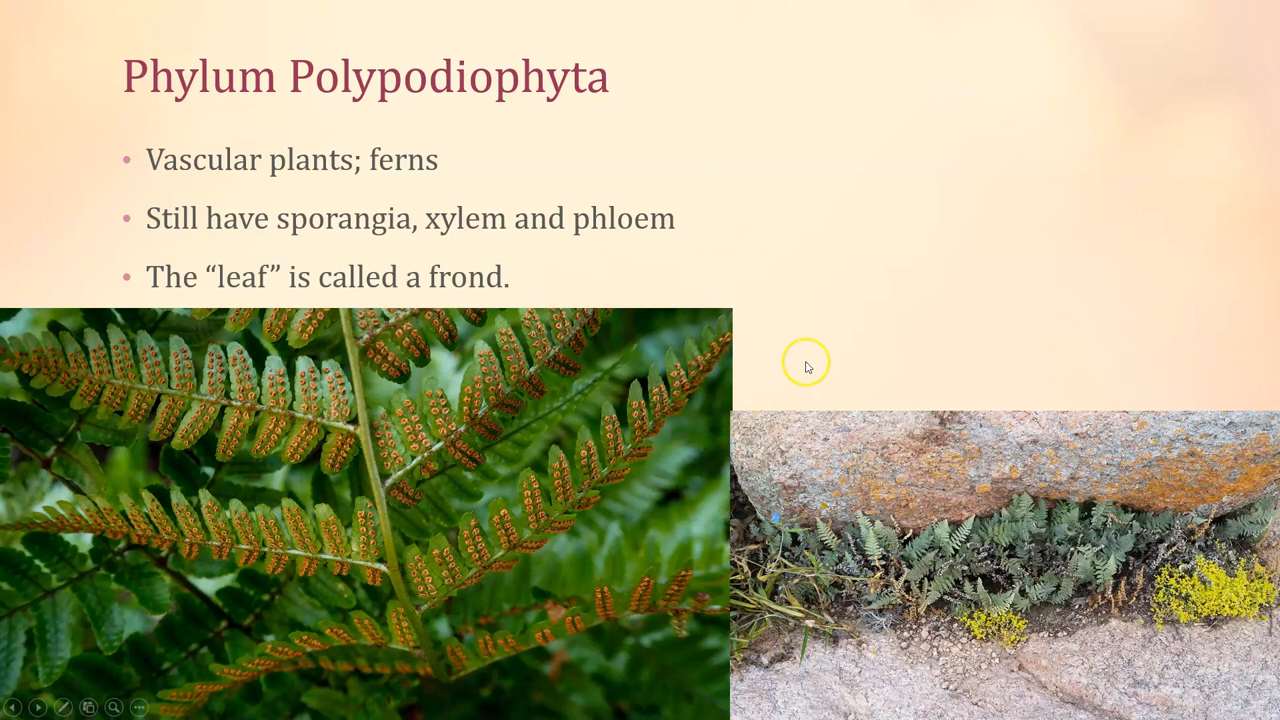 Phylum Polypodiophyta
• Vascular plants; ferns
• Still have sporangia, xylem and phloem
• The “leaf” is called a frond.